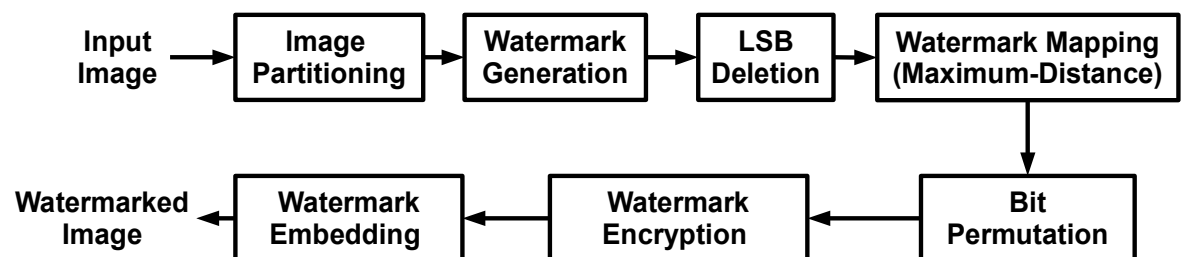 Input
Image
Image
Partitioning
Watermark
Generation
LSB
Deletion
Watermark Mapping
(Maximum-Distance)
Bit
Permutation
Watermark
Encryption
Watermark
Embedding
Watermarked
Image